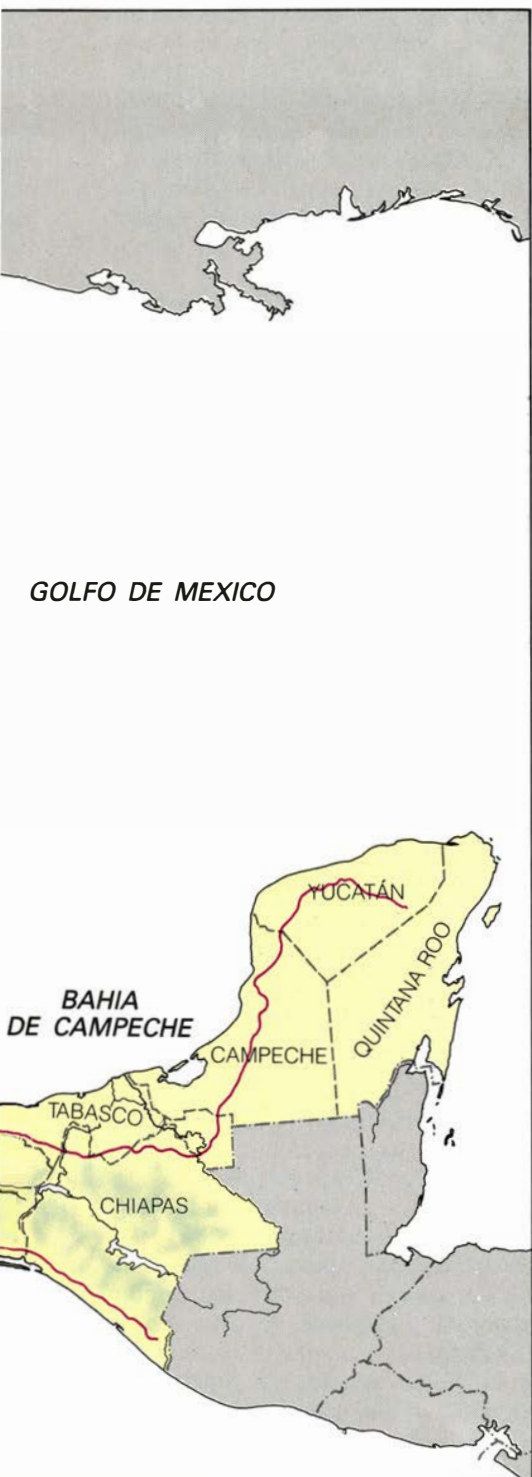 GOLFO DE MEXICO
YUCATÁN
QUINTANA ROO
BAHIA
DE CAMPECHE
CAMPECHE
TABASCO
CHIAPAS